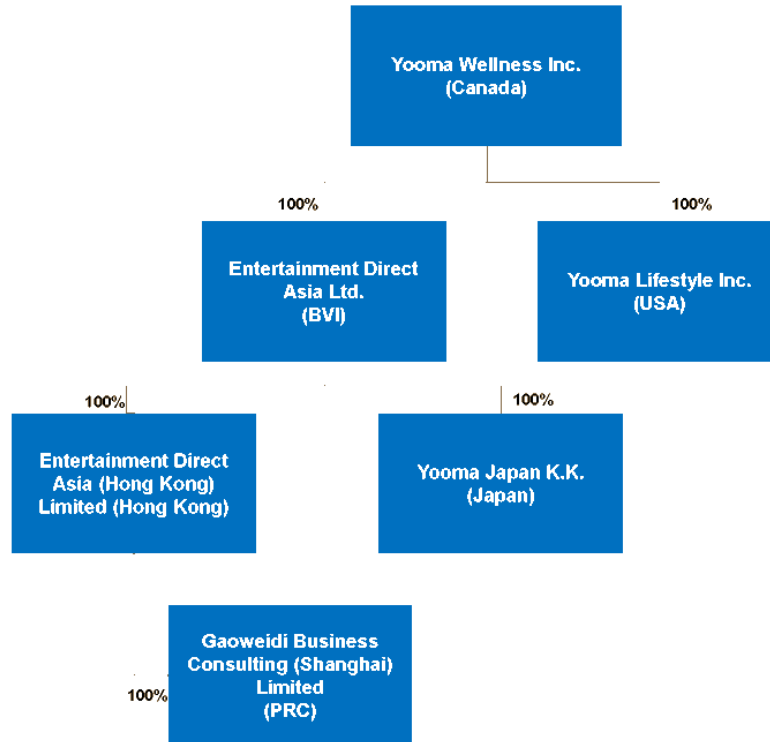 Yooma Wellness Inc.
(Canada)
100%
100%
Entertainment Direct
Asia Ltd.
(BVI)
Yooma Lifestyle Inc.
(USA)
100%
100%
Entertainment Direct
Asia (Hong Kong)
Limited (Hong Kong)
Yooma Japan K.K.
(Japan)
Gaoweidi Business
Consulting (Shanghai)
Limited
(PRC)
100%